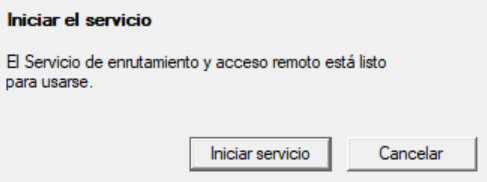 Iniciar el servicio
El Servicio de enrutamiento y acceso remoto está listo
para usarse.
Iniciar servicio Cancelar